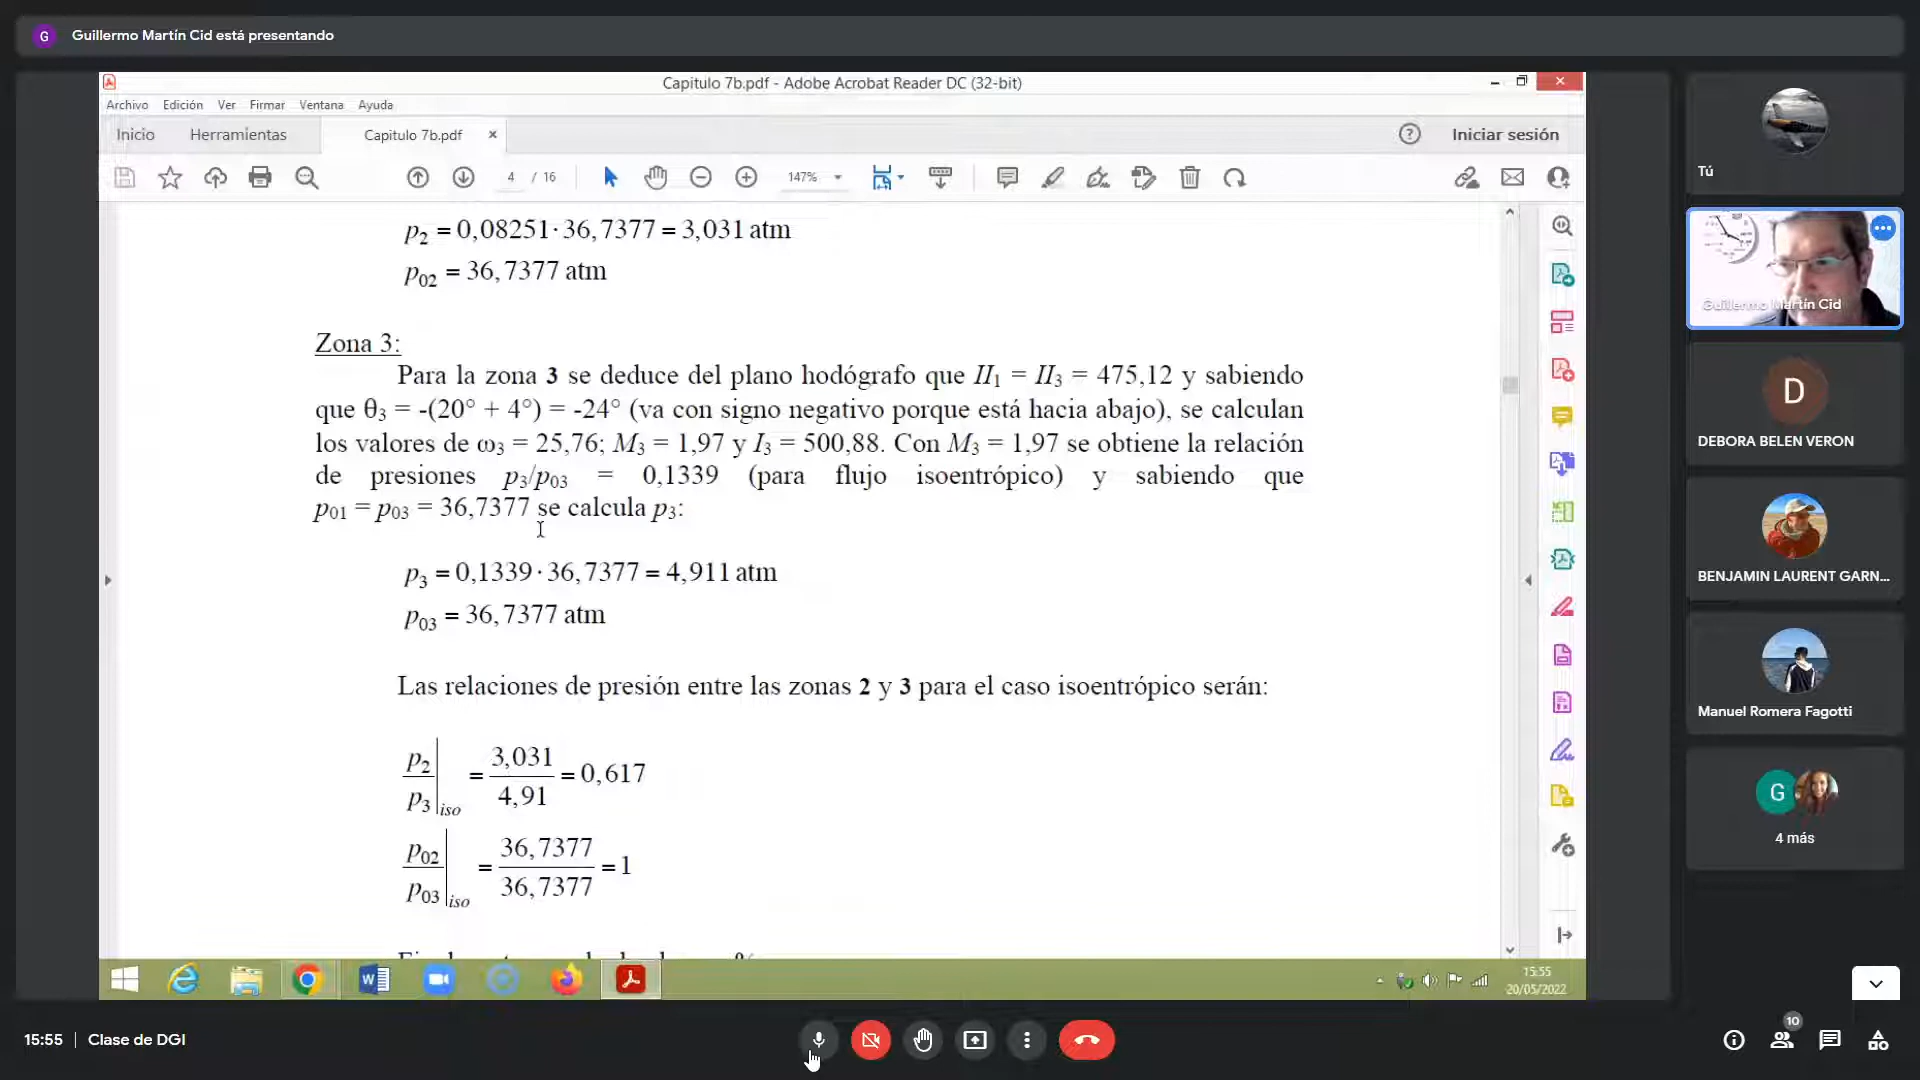 G Guillermo Martín Cid está presentando
Capitulo 7b.pdf - Adobe Acrobat Reader DC (32-bit)
Archivo Edición Ver Firmar Ventana Ayuda
Inicio Herramientas Capitulo 7b.pdf × ? Iniciar sesión
4 / 16 147%
p₂ = 0,08251·36,7377 = 3,031 atm
p₀₂ = 36,7377 atm
Zona 3:
Para la zona 3 se deduce del plano hodógrafo que II₁ = II₃ = 475,12 y sabiendo
que θ₃ = -(20° + 4°) = -24° (va con signo negativo porque está hacia abajo), se calculan
los valores de ω₃ = 25,76; M₃ = 1,97 y I₃ = 500,88. Con M₃ = 1,97 se obtiene la relación
de presiones p₃/p₀₃ = 0,1339 (para flujo isoentrópico) y sabiendo que
p₀₁ = p₀₃ = 36,7377 se calcula p₃:
p₃ = 0,1339·36,7377 = 4,911 atm
p₀₃ = 36,7377 atm
Las relaciones de presión entre las zonas 2 y 3 para el caso isoentrópico serán:
p₂/p₃|iso = 3,031/4,91 = 0,617
p₀₂/p₀₃|iso = 36,7377/36,7377 = 1
15:55
20/05/2022
Tú
Guillermo Martín Cid
D
DEBORA BELEN VERON
BENJAMIN LAURENT GARN...
Manuel Romera Fagotti
G
4 más
15:55 | Clase de DGI
10